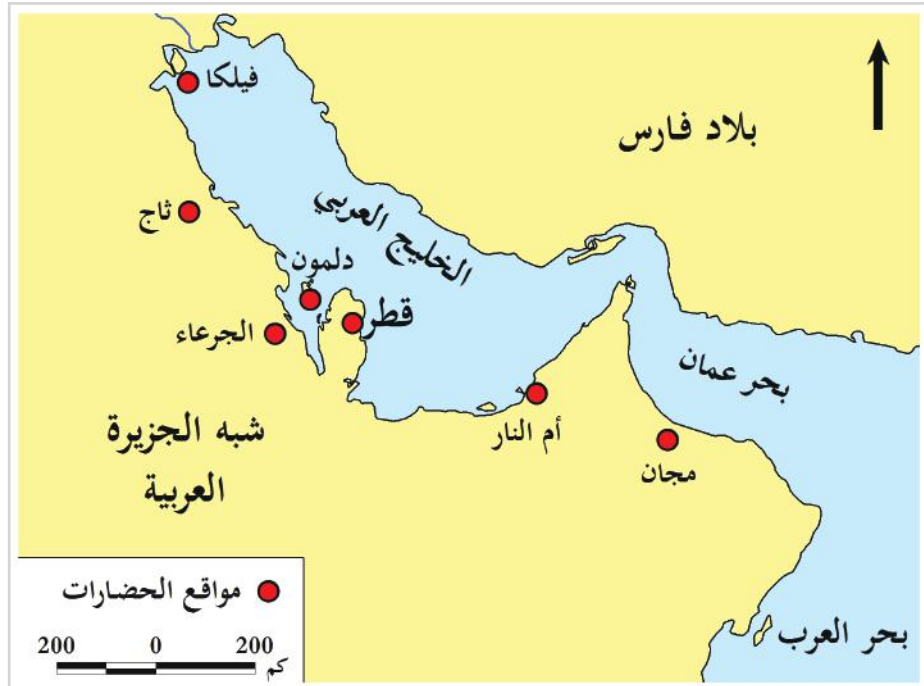 فيلكا
بلاد فارس
ثاج
الخليج العربي
دلمون
الجرعاء
قطر
بحر عمان
أم النار
مجان
شبه الجزيرة
العربية
مواقع الحضارات
200 0 200
كم
بحر العرب